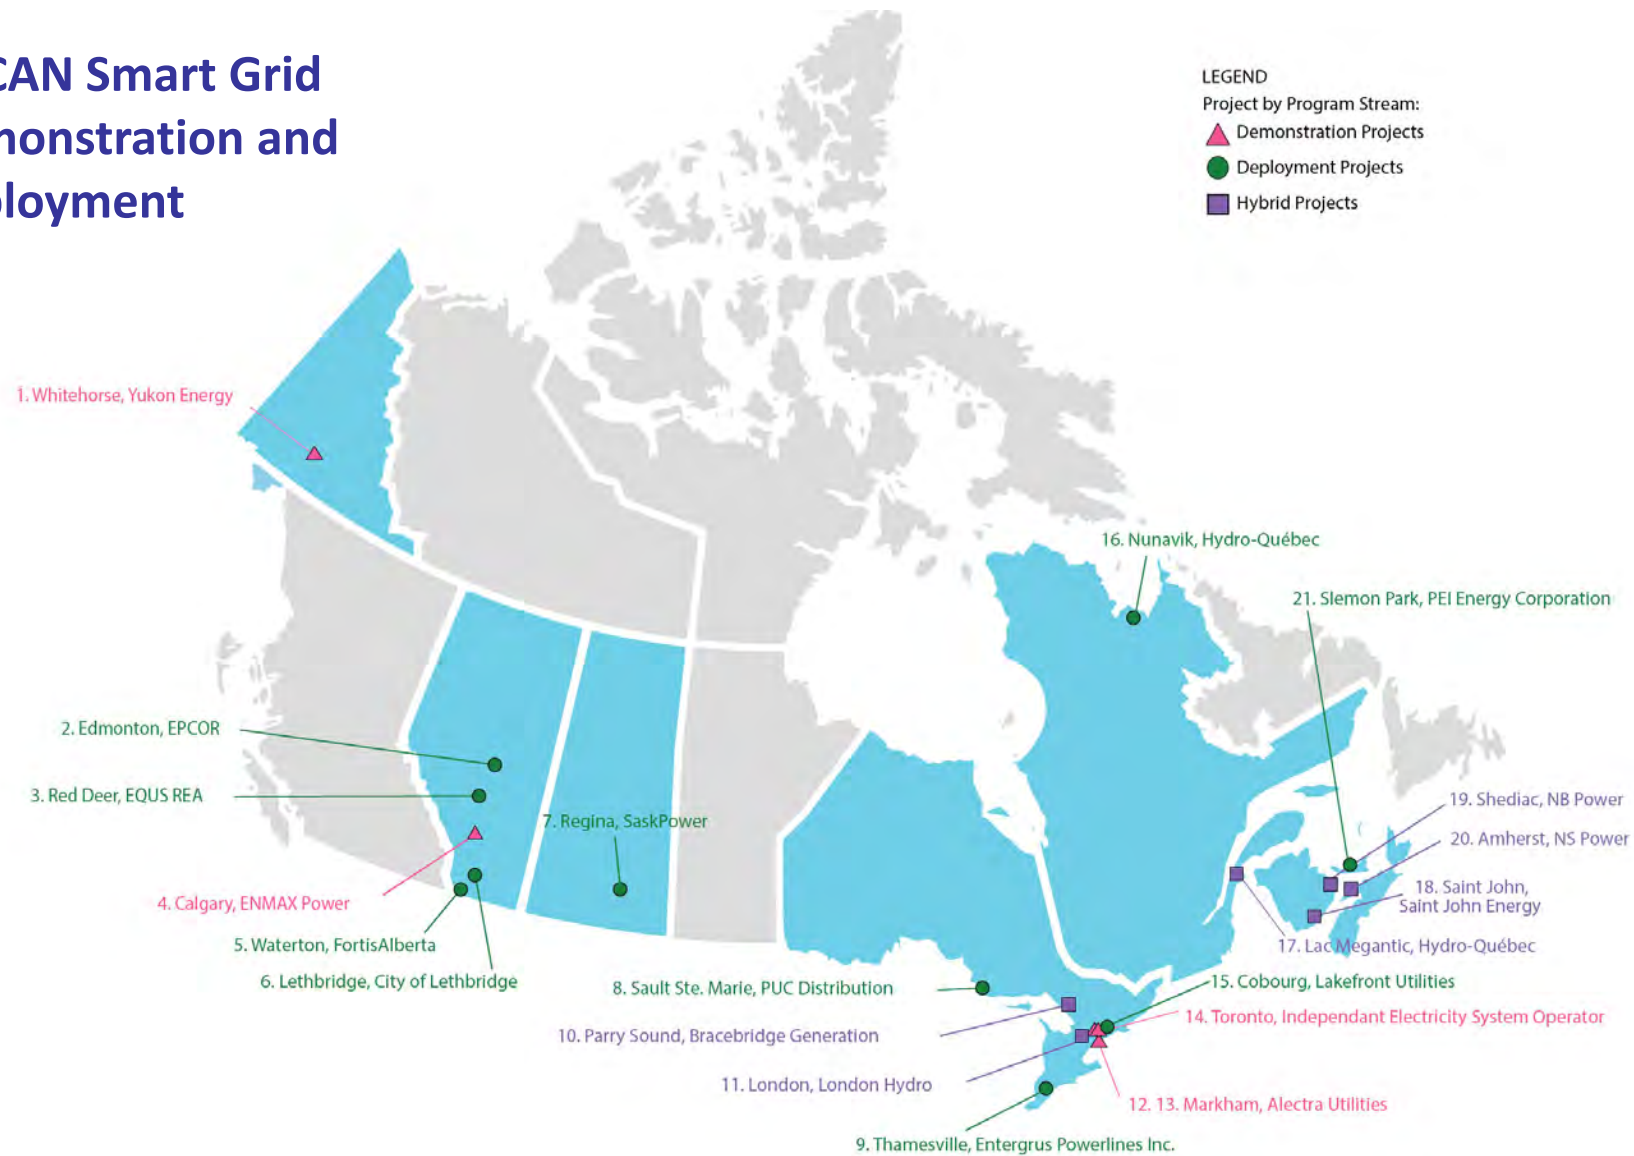 CAN Smart Grid
monstration and
ployment
LEGEND
Project by Program Stream:
Demonstration Projects
Deployment Projects
Hybrid Projects
1. Whitehorse, Yukon Energy
16. Nunavik, Hydro-Québec
21. Slemon Park, PEI Energy Corporation
2. Edmonton, EPCOR
3. Red Deer, EQUS REA
7. Regina, SaskPower
19. Shediac, NB Power
20. Amherst, NS Power
4. Calgary, ENMAX Power
18. Saint John,
Saint John Energy
5. Waterton, FortisAlberta
17. Lac Megantic, Hydro-Québec
6. Lethbridge, City of Lethbridge
8. Sault Ste. Marie, PUC Distribution
15. Cobourg, Lakefront Utilities
14. Toronto, Independant Electricity System Operator
10. Parry Sound, Bracebridge Generation
11. London, London Hydro
12. 13. Markham, Alectra Utilities
9. Thamesville, Entergrus Powerlines Inc.